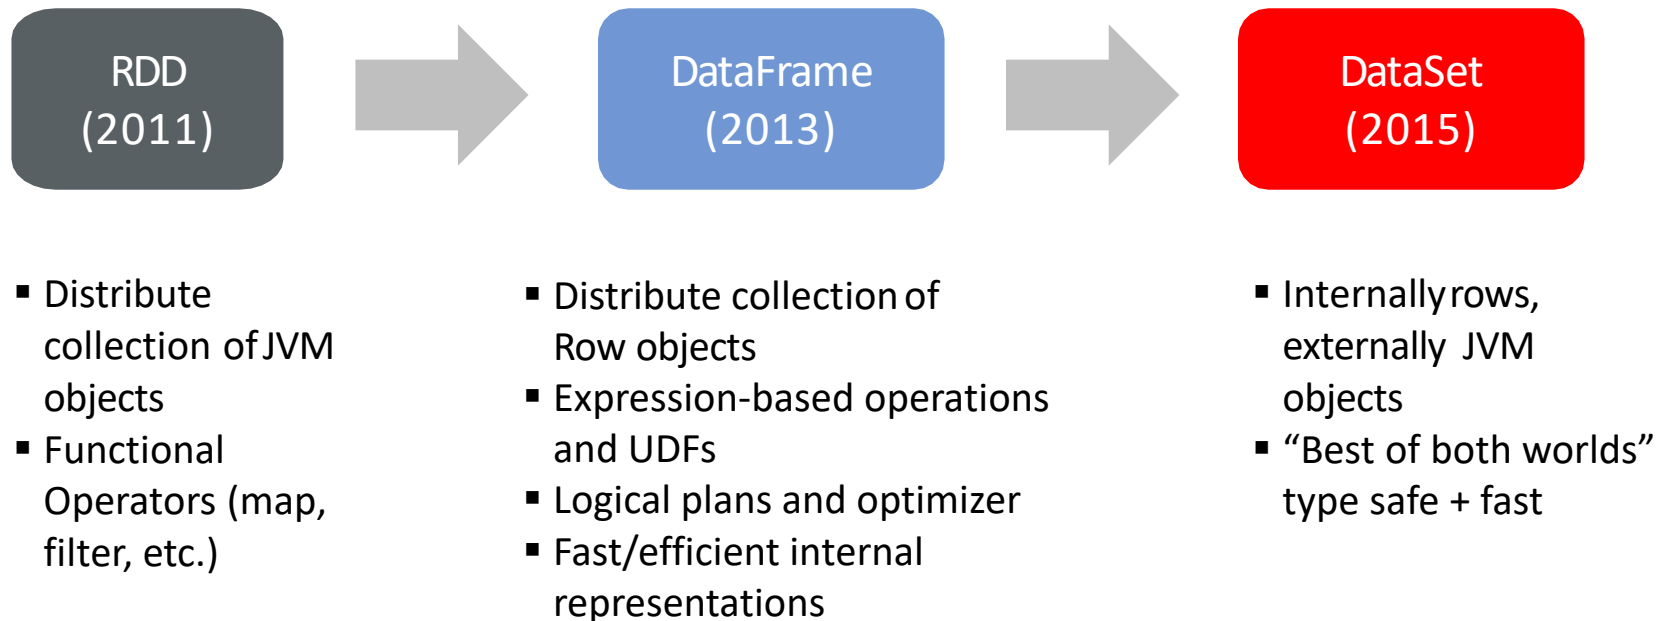 RDD
(2011)
DataFrame
(2013)
DataSet
(2015)
▪ Distribute
collection of JVM
objects
▪ Functional
Operators (map,
filter, etc.)
▪ Distribute collection of
Row objects
▪ Expression-based operations
and UDFs
▪ Logical plans and optimizer
▪ Fast/efficient internal
representations
▪ Internally rows,
externally JVM
objects
▪ “Best of both worlds”
type safe + fast